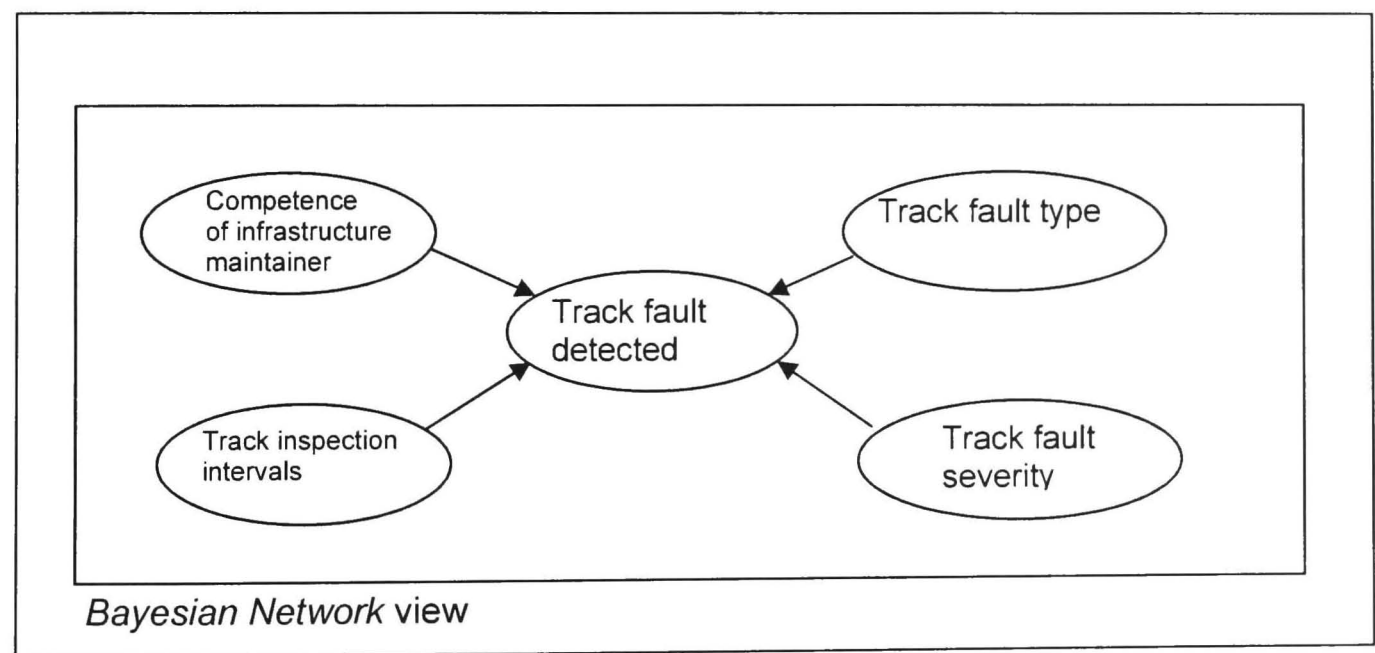 Competence
of infrastructure
maintainer
Track fault type
Track fault
detected
Track inspection
intervals
Track fault
severity
Bayesian Network view